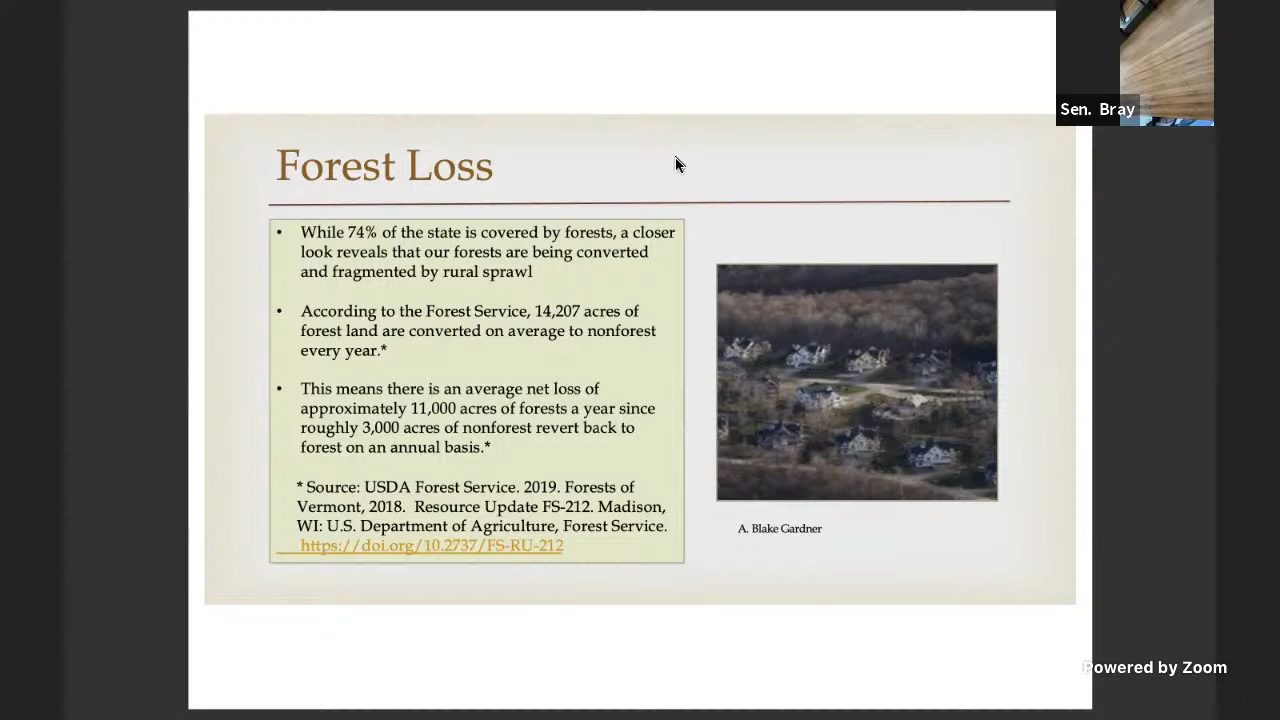 Sen. Bray
Forest Loss
• While 74% of the state is covered by forests, a closer
look reveals that our forests are being converted
and fragmented by rural sprawl
• According to the Forest Service, 14,207 acres of
forest land are converted on average to nonforest
every year.*
• This means there is an average net loss of
approximately 11,000 acres of forests a year since
roughly 3,000 acres of nonforest revert back to
forest on an annual basis.*
* Source: USDA Forest Service. 2019. Forests of
Vermont, 2018. Resource Update FS-212. Madison,
WI: U.S. Department of Agriculture, Forest Service.
https://doi.org/10.2737/FS-RU-212
A. Blake Gardner
Powered by Zoom